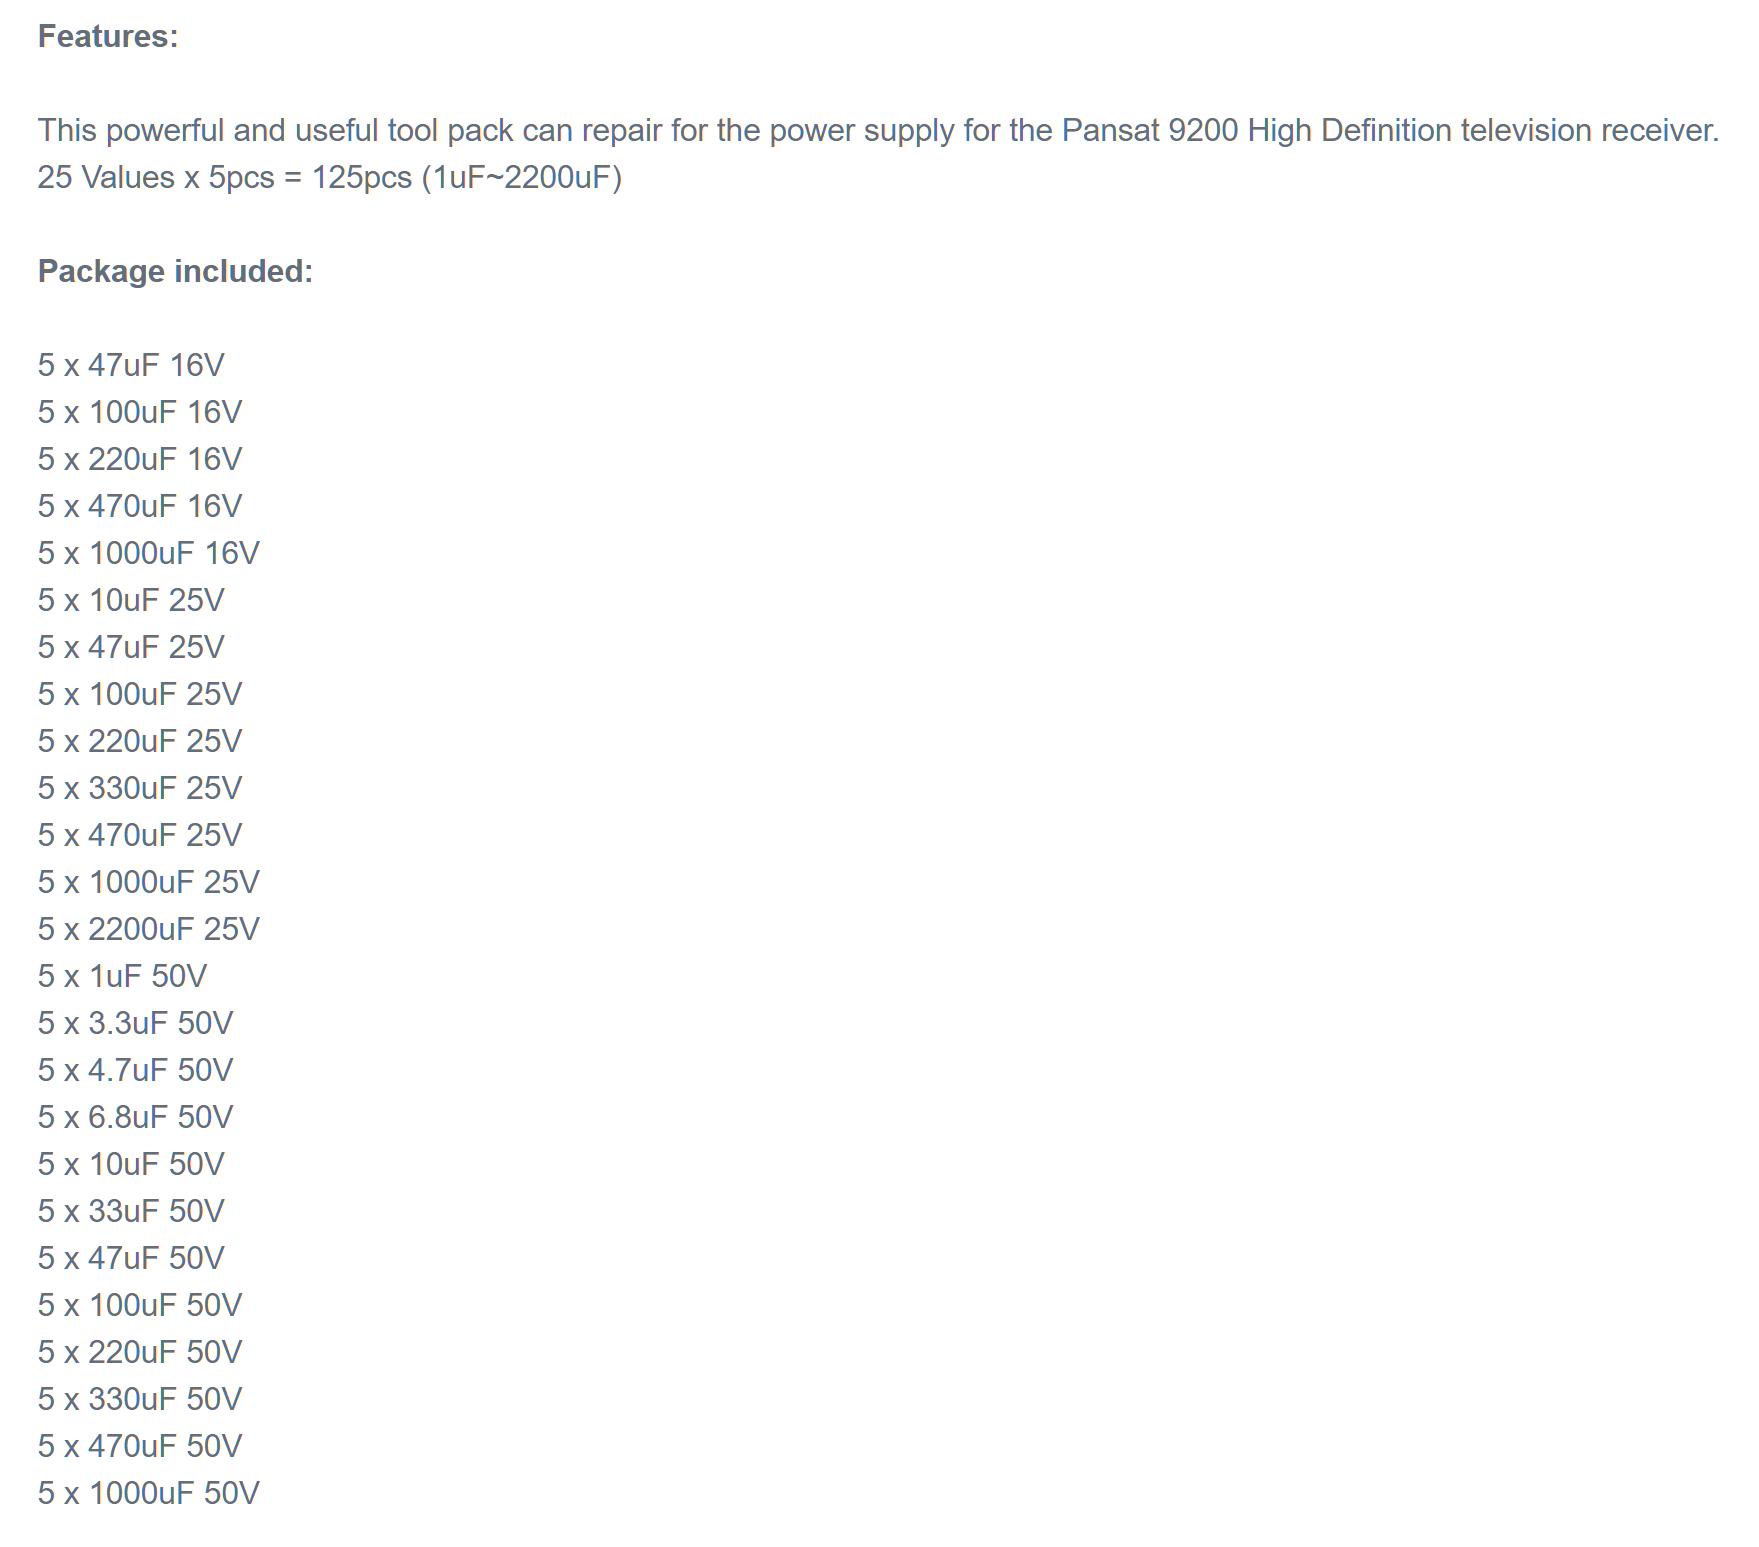 Features:
This powerful and useful tool pack can repair for the power supply for the Pansat 9200 High Definition television receiver.
25 Values x 5pcs = 125pcs (1uF~2200uF)
Package included:
5 x 47uF 16V
5 x 100uF 16V
5 x 220uF 16V
5 x 470uF 16V
5 x 1000uF 16V
5 x 10uF 25V
5 x 47uF 25V
5 x 100uF 25V
5 x 220uF 25V
5 x 330uF 25V
5 x 470uF 25V
5 x 1000uF 25V
5 x 2200uF 25V
5 x 1uF 50V
5 x 3.3uF 50V
5 x 4.7uF 50V
5 x 6.8uF 50V
5 x 10uF 50V
5 x 33uF 50V
5 x 47uF 50V
5 x 100uF 50V
5 x 220uF 50V
5 x 330uF 50V
5 x 470uF 50V
5 x 1000uF 50V